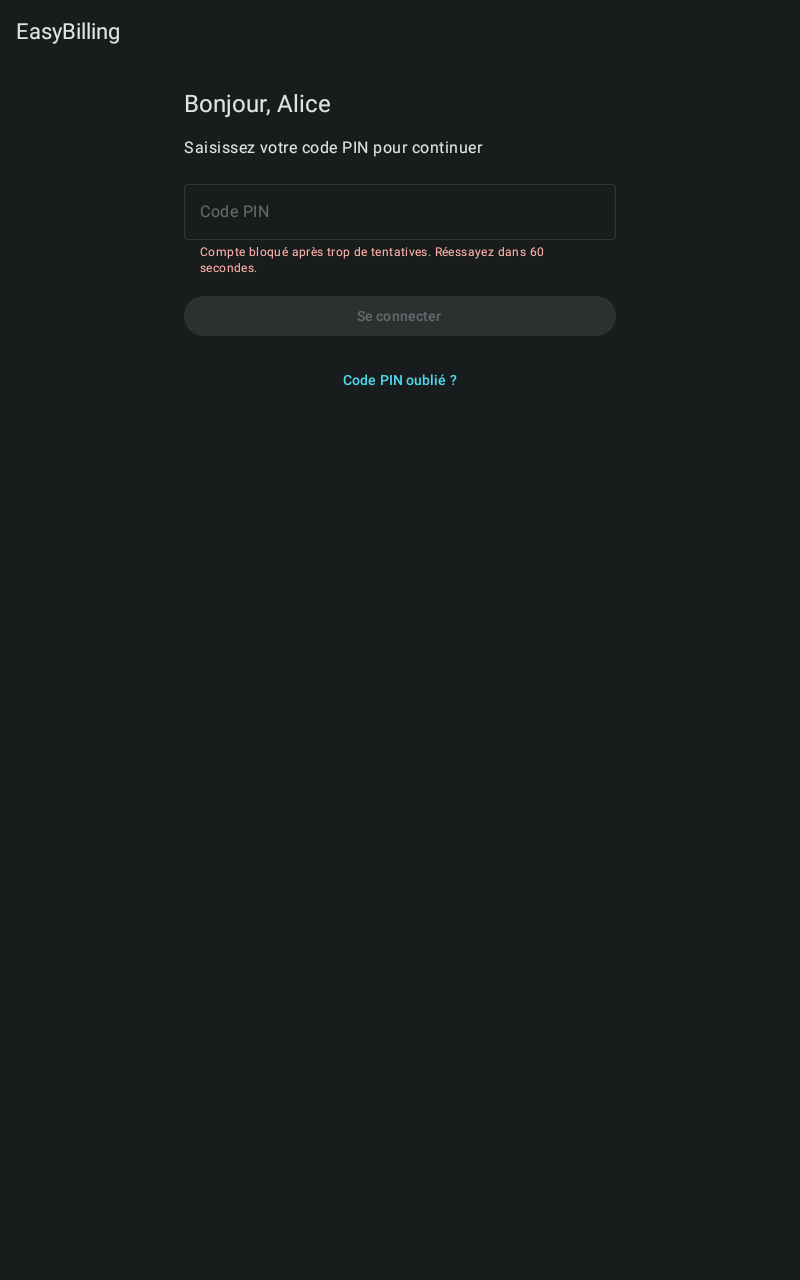 EasyBilling
Bonjour, Alice
Saisissez votre code PIN pour continuer
Code PIN
Compte bloqué après trop de tentatives. Réessayez dans 60
secondes.
Se connecter
Code PIN oublié ?